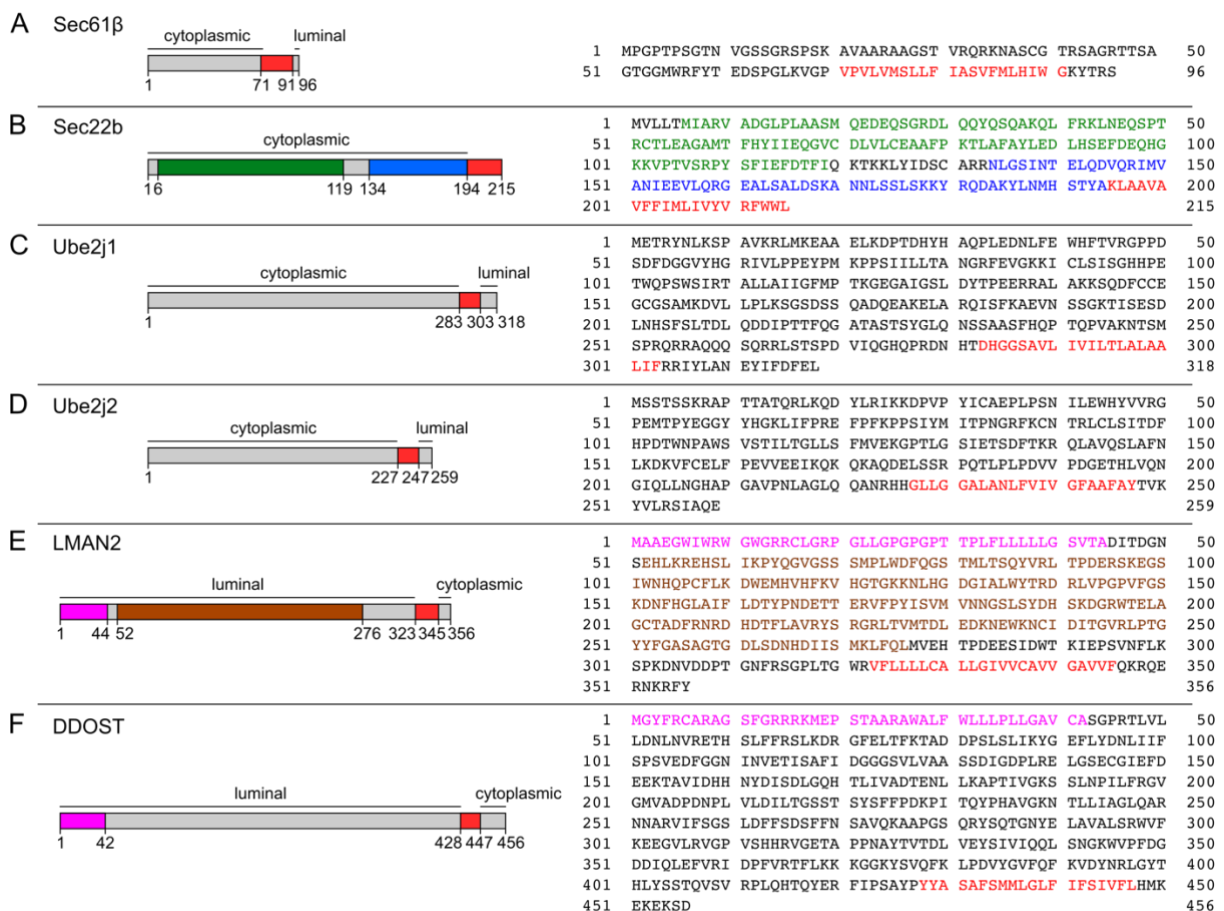 A Sec61β
cytoplasmic luminal
1 71 91 96
1 MPGPTPSGTN VGSSGRSPSK AVAARAAGST VRQRKNASCG TRSAGRTTSA 50
51 GTGGMWRFYT EDSPGLKVGP VPVLVMSLLF IASVFMLHIW GKYTRS 96
B Sec22b
cytoplasmic
1 6 119 134 194 215
1 MVLLTMIARV ADGLPLAASM QEDEQSGRDL QQYQSQAKQL FRKLNEQSPT 50
51 RCTLEAGAMT FHYIIEQGVC DLVLCEAAFP KTLAFAYLED LHSEFDEQHG 100
101 KKVPTVSRPY SFIEFDTFIQ KTKKLYIDSC ARRNLGSINT ELQDVQRIMV 150
151 ANIEEVLQRG EALSALDSKA NNLSSLSKKY RQDAKYLNMH STYAKLAAVA 200
201 VFFIMLIVYV RFWWL 215
C Ube2j1
cytoplasmic luminal
1 283 303 318
1 METRYNLKSP AVKRLMKEAA ELKDPTDHYH AQPLEDNLFE WHFTVRGPPD 50
51 SDFDGGVYHG RIVLPPEYPM KPPSIILLTA NGRFEVGKKI CLSISGHHPE 100
101 TWQPSWSIRT ALLAIIGFMP TKGEGAIGSL DYTPEERRAL AKKSQDFCCE 150
151 GCGSAMKDVL LPLKSGSDSS QADQEAKELA RQISFKAEVN SSGKTISESD 200
201 LNHSFSLTDL QDDIPTTFQG ATASTSYGLQ NSSAASFHQP TQPVAKNTSM 250
251 SPRQRRAQQQ SQRRLSTSPD VIQGHQPRDN HTDHGGSAVL IVILTLALAA 300
301 LIFRRIYLAN EYIFDFEL 318
D Ube2j2
cytoplasmic luminal
1 227 247 259
1 MSSTSSKRAP TTATQRLKQD YLRIKKDPVP YICAEPLPSN ILEWHYVVRG 50
51 PEMTPYEGGY YHGKLIFPRE FPFKPPSIYM ITPNGRFKCN TRLCLSITDF 100
101 HPDTWNPAWS VSTILTGLLS FMVEKGPTLG SIETSDFTKR QLAVQSLAFN 150
151 LKDKVFCELF PEVVEEIKQK QKAQDELSSR PQTLPLPDVV PDGETHLVQN 200
201 GIQLLNGHAP GAVPNLAGLQ QANRHHGLLG GALANLFVIV GFAAFAYTVK 250
251 YVLRSIAQE 259
E LMAN2
luminal cytoplasmic
1 44 52 276 323 345 356
1 MAAEGWIWRW GWGRRCLGRP GLLGPGPGPTT PLFLLLLLG SVTADITDGN 50
51 SEHLKREHSL IKPYQGVGSS SMPLWDFQGS TMLTSQYVRL TPDERSKEGS 100
101 IWNHQPCFLK DWEMHVHFKV HGTGKKNLHG DGIALWYTRD RLVPGPVFGS 150
151 KDNFHGLAIF LDTYPNDETT ERVFPYISVM VNNGSLSYDH SKDGRWTELA 200
201 GCTADFRNRD HDTFLAVRYS RGRLTVMTDL EDKNEWKNCI DITGVRLPTG 250
251 YYFGASAGTG DLSDNHDIIS MKLFQLMVEH TPDEESIDWT KIEPSVNFLK 300
301 SPKDNVDDPT GNFRSGPLTG WRVFLLLLCA LLGIVVCAVV GAVVFQKRQE 350
351 RNKRFY 356
F DDOST
luminal cytoplasmic
1 42 428 447 456
1 MGYFRCARAG SFGRRRKMEP STAARAWALF WLLLPLLGAV CASGPRTLVL 50
51 LDNLNVRETH SLFFRSLKDR GFELTFKTAD DPSLSLIKYG EFLYDNLIIF 100
101 SPSVEDFGGN INVETISAFI DGGGSVLVAA SSDIGDPLRE LGSECGIEFD 150
151 EEKTAVIDHH NYDISDLGQH TLIVADTENL LKAPTIVGKS SLNPILFRGV 200
201 GMVADPDNPL VLDILTGSST SYSFFPDKPI TQYPHAVGKN TLLIAGLQAR 250
251 NNARVIFSGS LDFFSDSFFN SAVQKAAPGS QRYSQTGNYE LAVALSRWVF 300
301 KEEGVLRVGP VSHHRVGETA PPNAYTVTDL VEYSIVIQQL SNGKWVPFDG 350
351 DDIQLEFVRI DPFVRTFLKK KGGKYSVQFK LPDVYGVFQF KVDYNRLGYT 400
401 HLYSSTQVSV RPLQHTQYER FIPSAYPYYA SAFSMMLGLF IFSIVFLHMK 450
451 EKEKSD 456